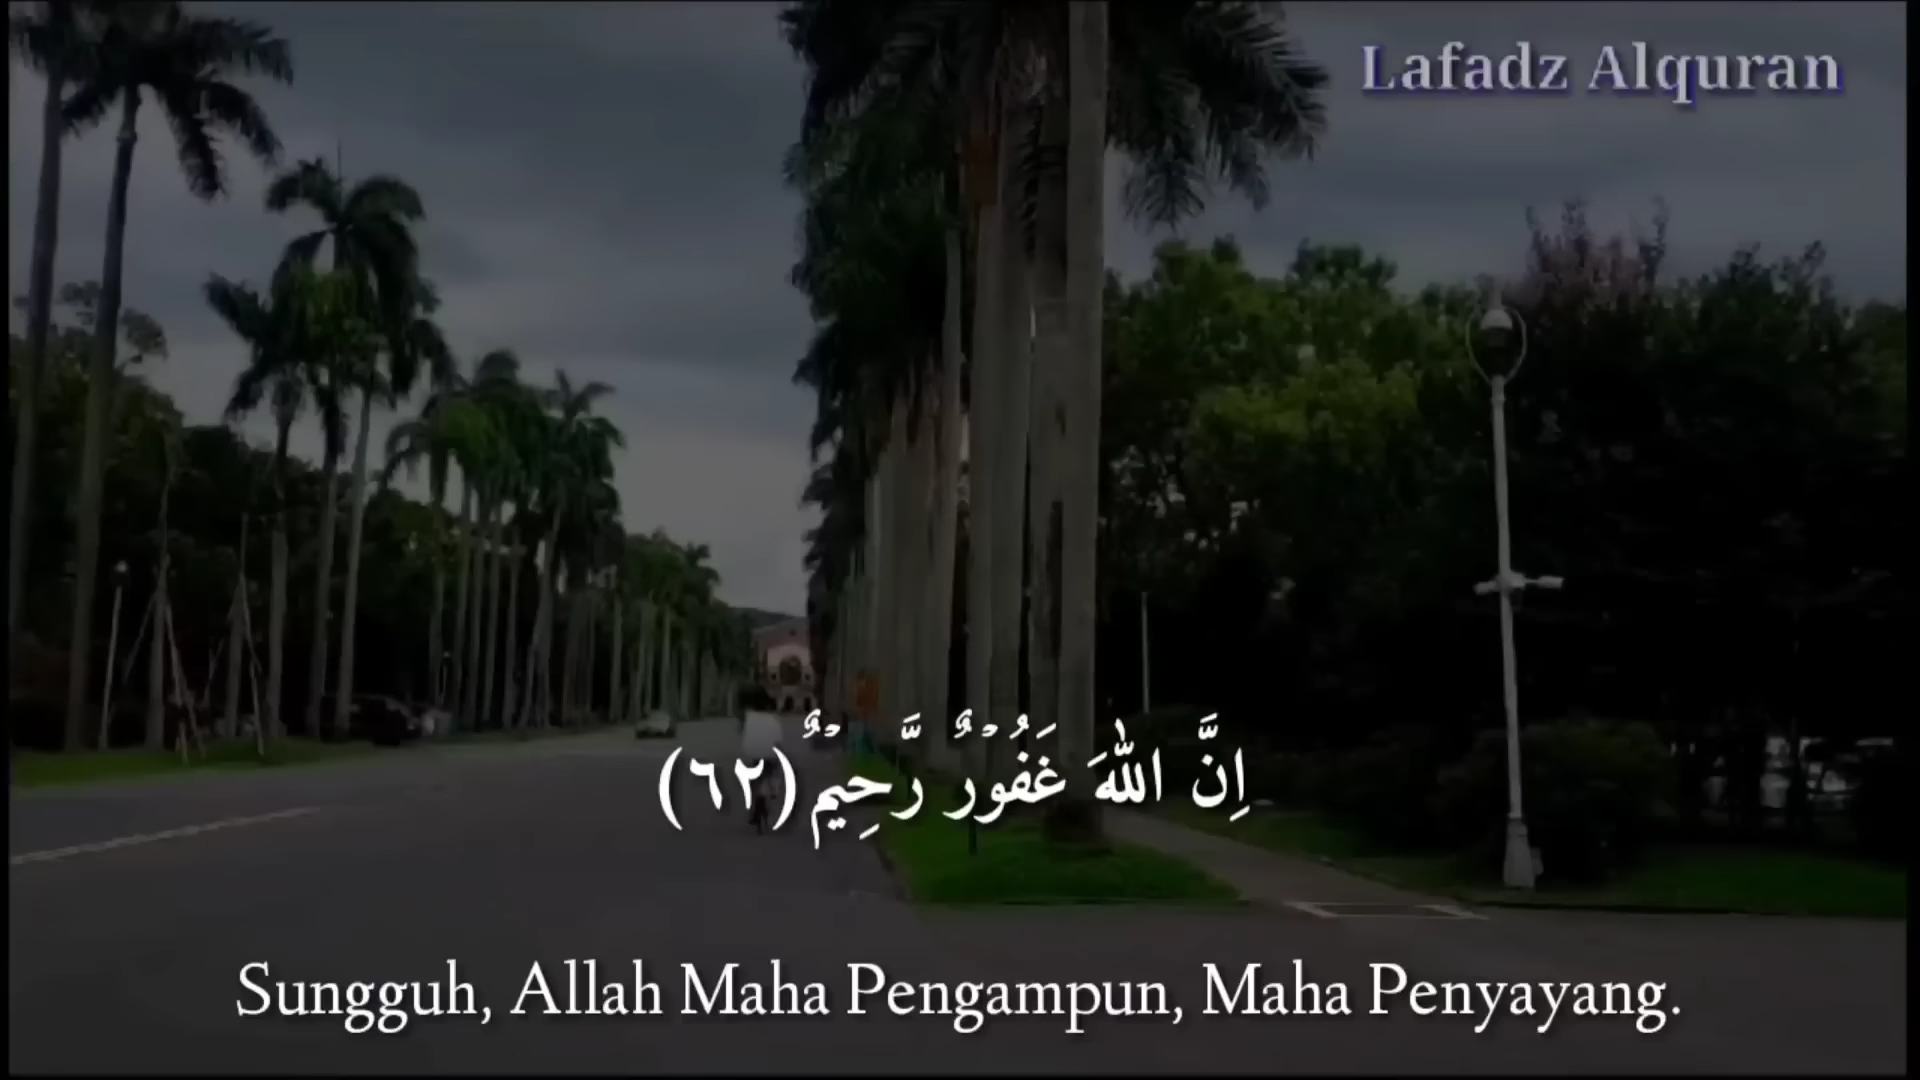 Lafadz Alquran
اِنَّ اللّٰهَ غَفُوْرٌ رَّحِيْمٌ (٦٢)
Sungguh, Allah Maha Pengampun, Maha Penyayang.